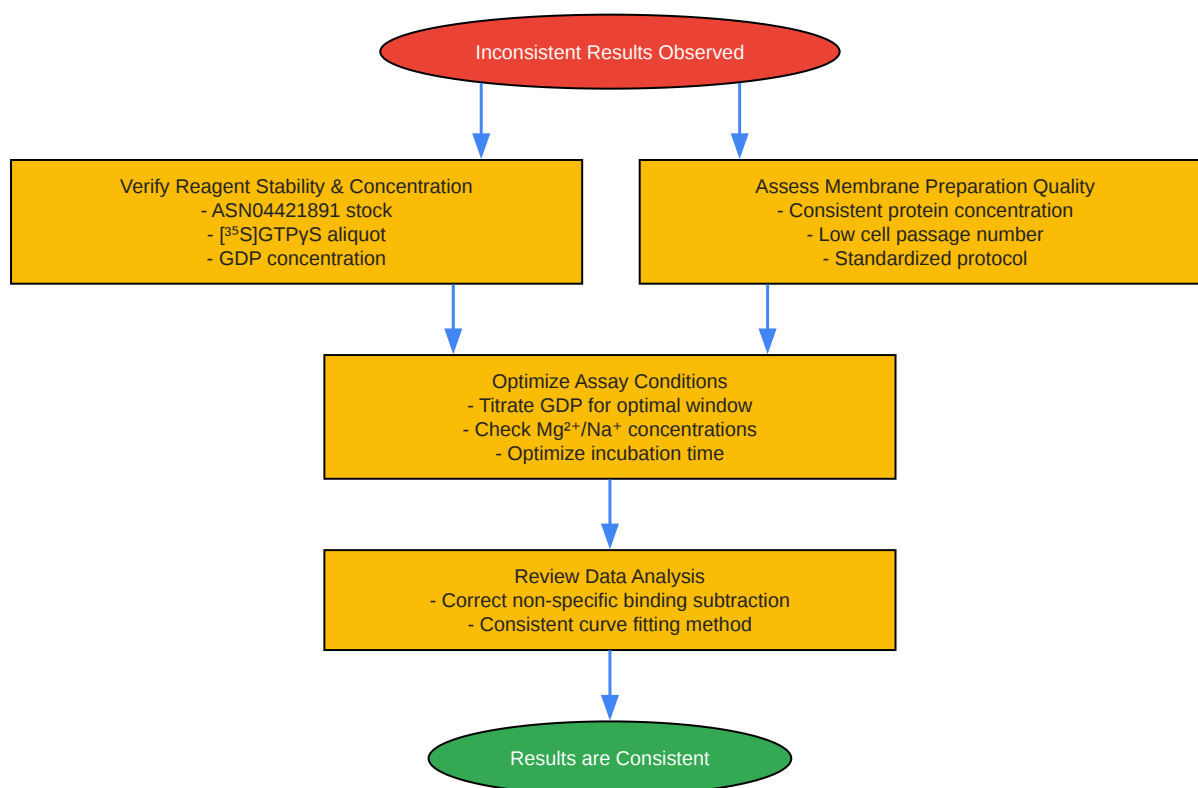 Inconsistent Results Observed
Verify Reagent Stability & Concentration
- ASN04421891 stock
- [³⁵S]GTPγS aliquot
- GDP concentration
Assess Membrane Preparation Quality
- Consistent protein concentration
- Low cell passage number
- Standardized protocol
Optimize Assay Conditions
- Titrate GDP for optimal window
- Check Mg²⁺/Na⁺ concentrations
- Optimize incubation time
Review Data Analysis
- Correct non-specific binding subtraction
- Consistent curve fitting method
Results are Consistent